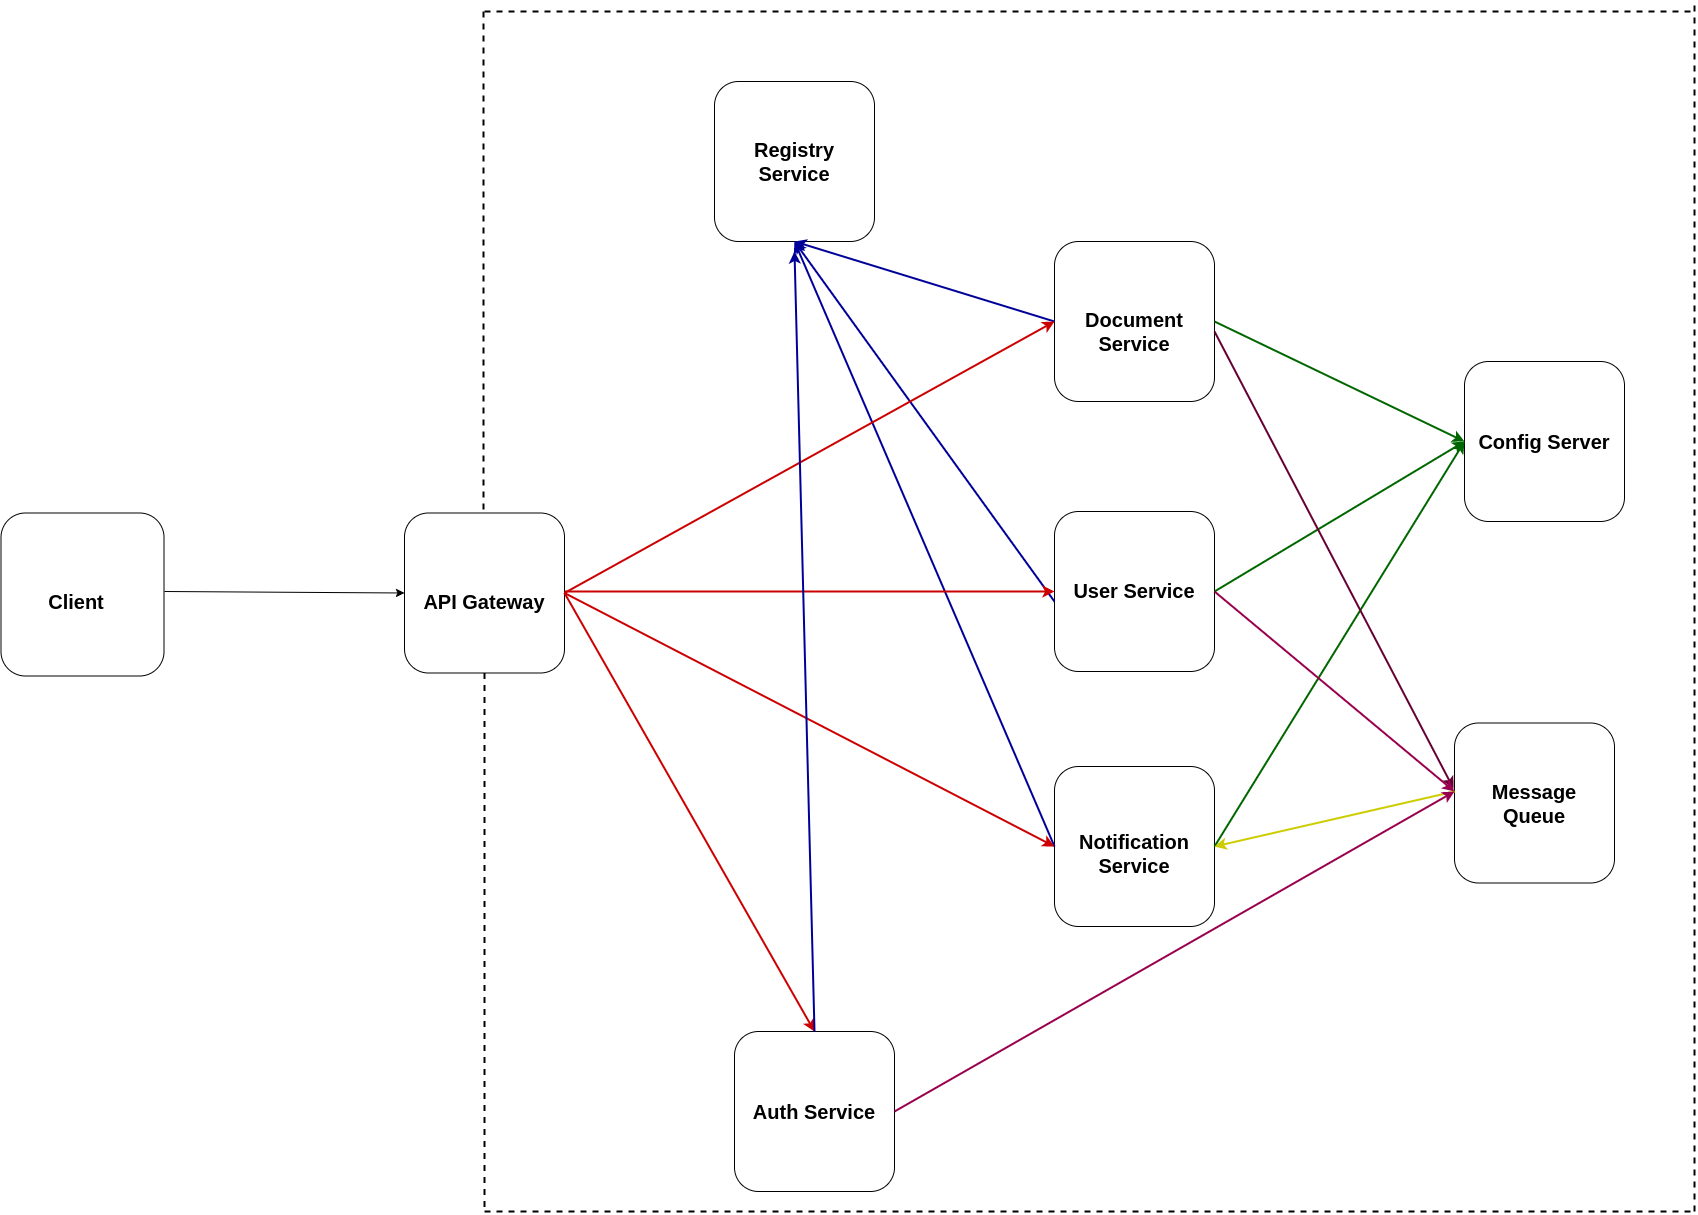 Registry
Service
Document
Service
Config Server
Client
API Gateway
User Service
Message
Queue
Notification
Service
Auth Service